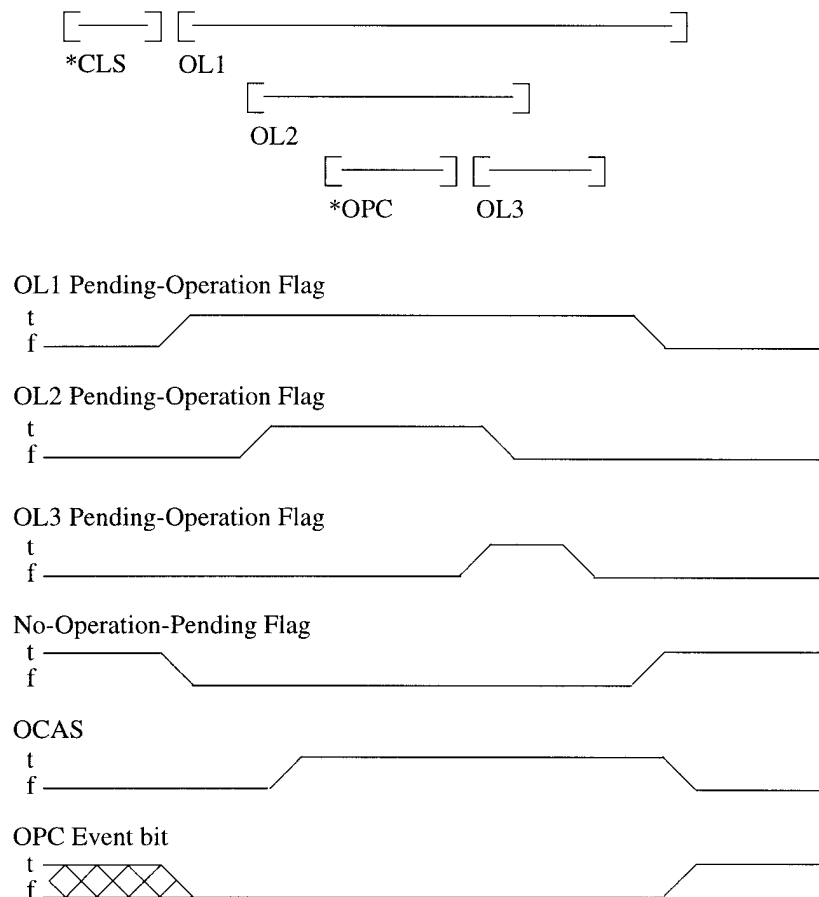 *CLS OL1
OL2
*OPC OL3
OL1 Pending-Operation Flag
t
f
OL2 Pending-Operation Flag
t
f
OL3 Pending-Operation Flag
t
f
No-Operation-Pending Flag
t
f
OCAS
t
f
OPC Event bit
t
f